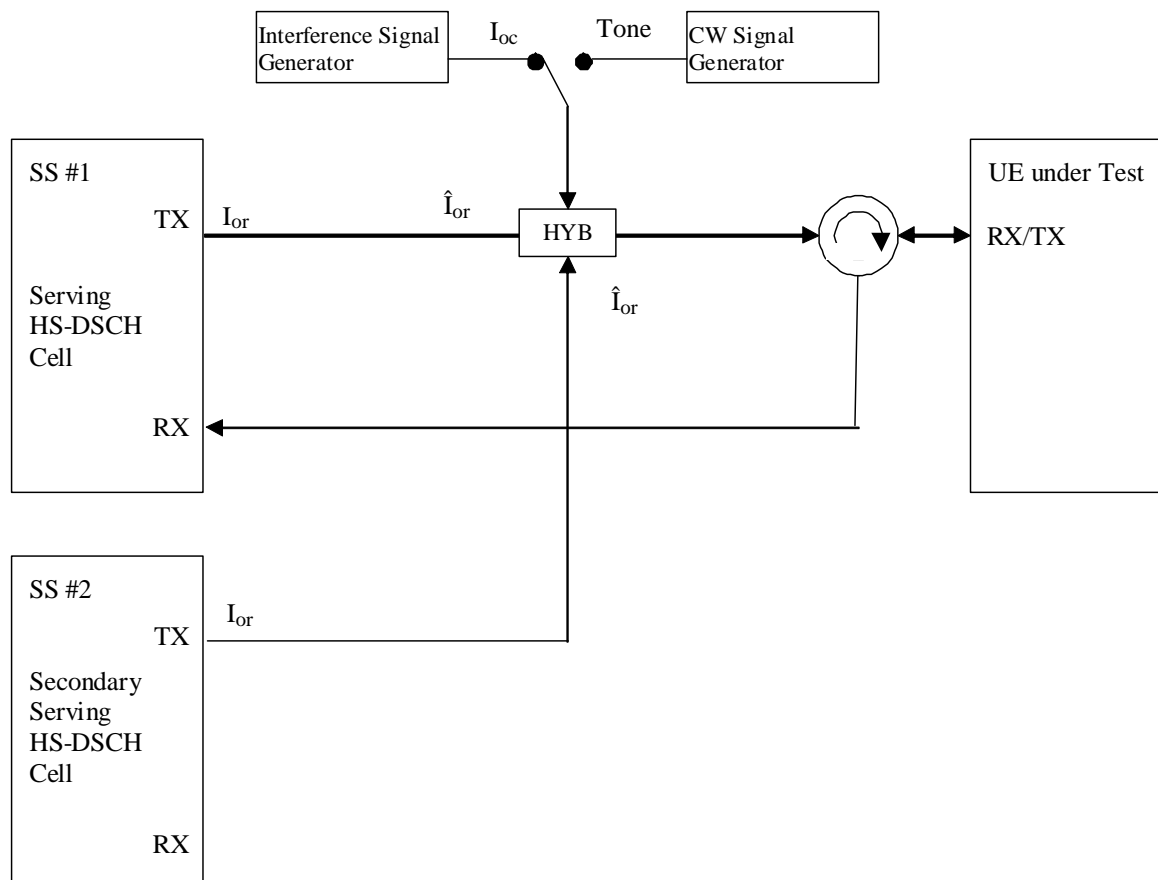 Interference Signal
Generator
Ioc
Tone
CW Signal
Generator
SS #1
TX
Ior
Îor
HYB
UE under Test
RX/TX
Serving
HS-DSCH
Cell
Îor
RX
SS #2
TX
Ior
Secondary
Serving
HS-DSCH
Cell
RX